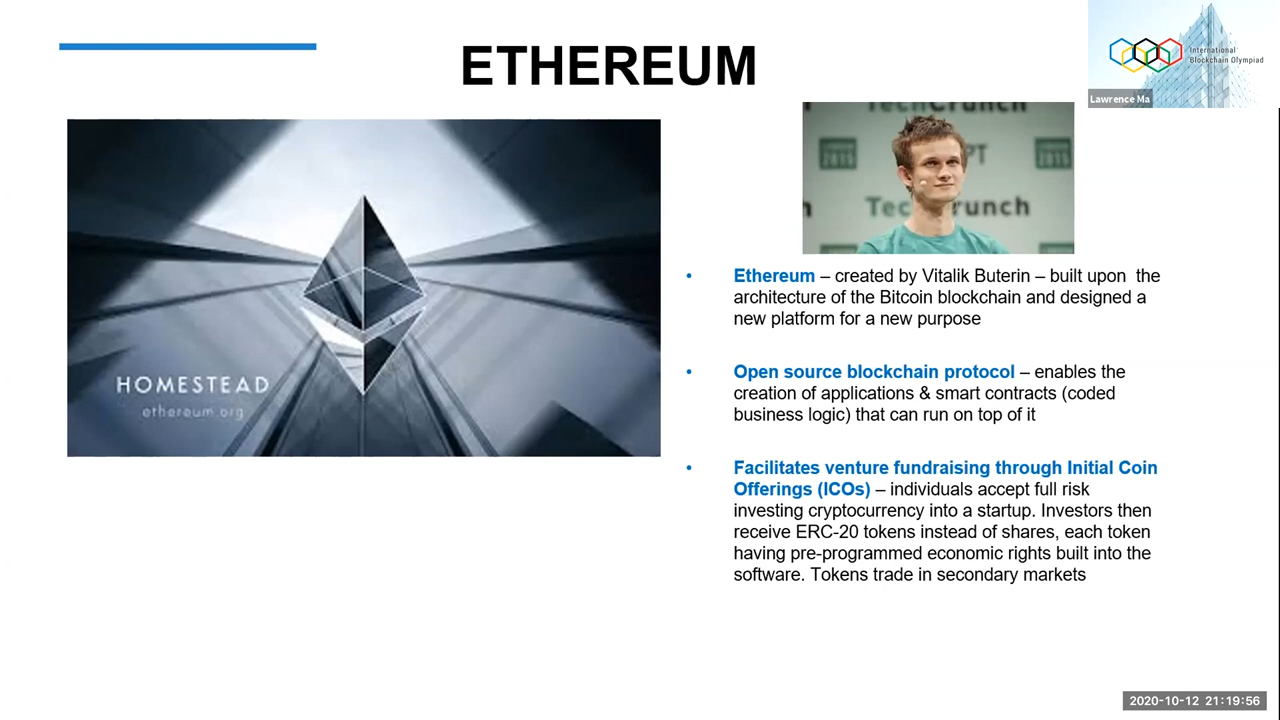 ETHEREUM
International
Blockchain Olympiad
Lawrence Ma
TechCrunch
2015
PT
2015
TechCrunch
HOMESTEAD
ethereum.org
• Ethereum – created by Vitalik Buterin – built upon the
architecture of the Bitcoin blockchain and designed a
new platform for a new purpose
• Open source blockchain protocol – enables the
creation of applications & smart contracts (coded
business logic) that can run on top of it
• Facilitates venture fundraising through Initial Coin
Offerings (ICOs) – individuals accept full risk
investing cryptocurrency into a startup. Investors then
receive ERC-20 tokens instead of shares, each token
having pre-programmed economic rights built into the
software. Tokens trade in secondary markets
2020-10-12 21:19:56